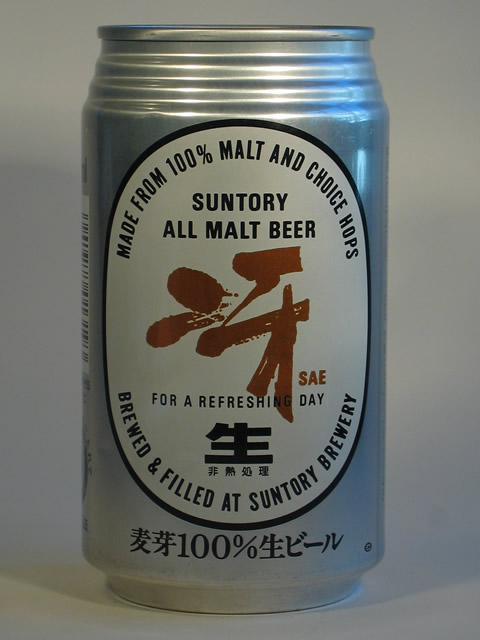 MADE FROM 100% MALT AND CHOICE HOPS
SUNTORY
ALL MALT BEER
冴
SAE
FOR A REFRESHING DAY
生
非熱処理
BREWED & FILLED AT SUNTORY BREWERY
麦芽100%生ビール